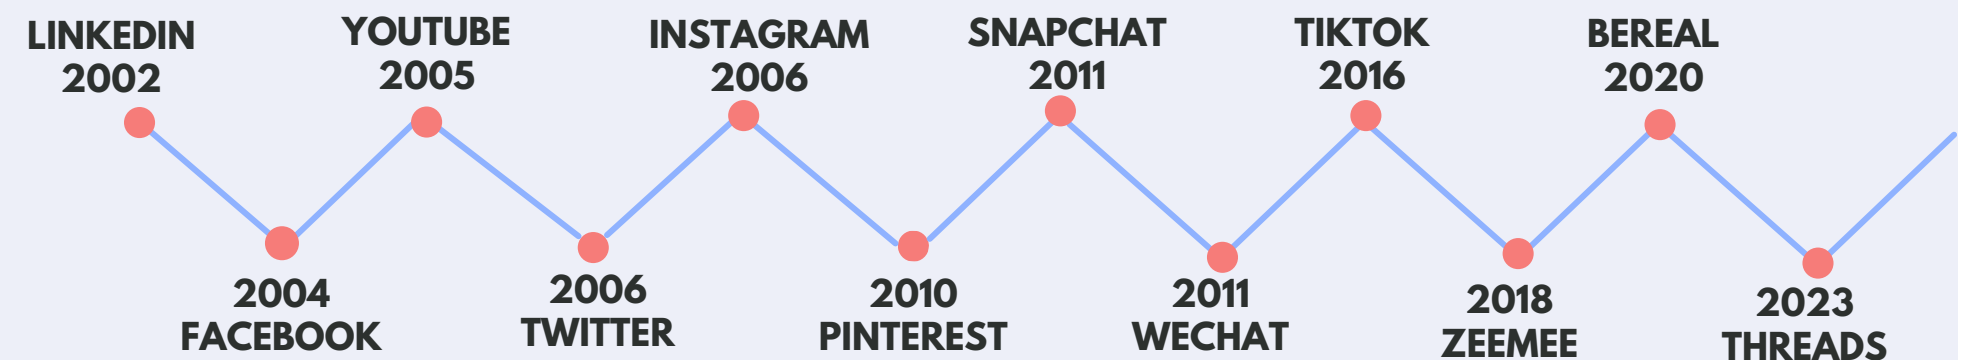 LINKEDIN
2002
2004
FACEBOOK
YOUTUBE
2005
2006
TWITTER
INSTAGRAM
2006
2010
PINTEREST
SNAPCHAT
2011
2011
WECHAT
TIKTOK
2016
2018
ZEEMEE
BEREAL
2020
2023
THREADS